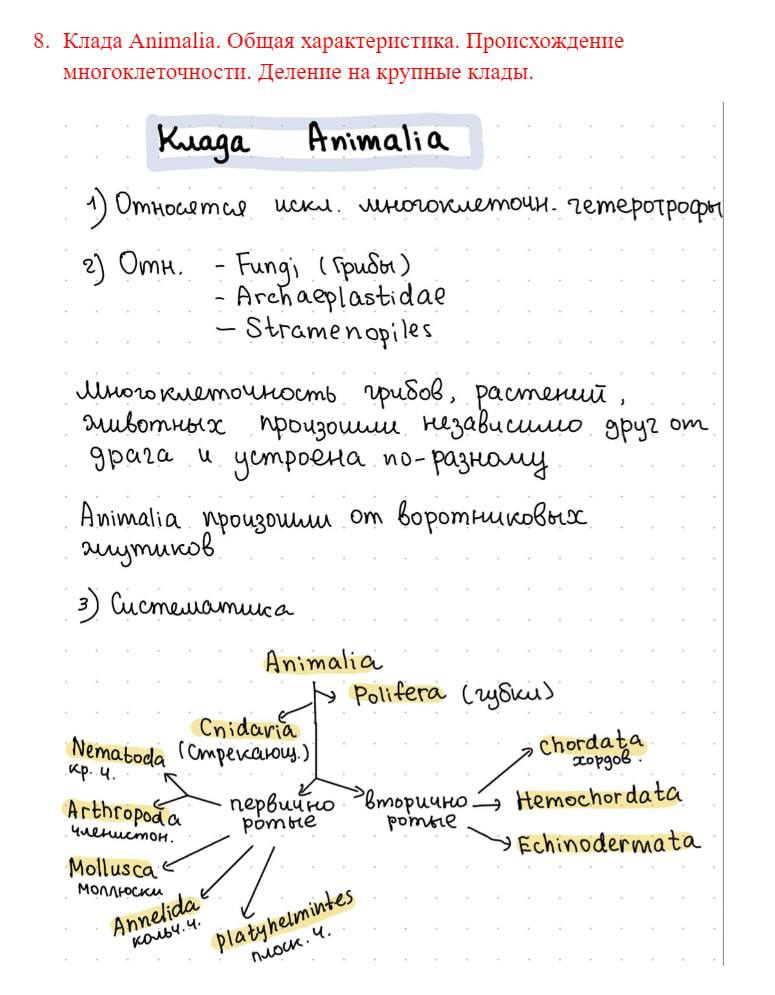 8. Клада Animalia. Общая характеристика. Происхождение
многоклеточности. Деление на крупные клады.
Клада Animalia
1) Относятся искл. многоклеточн. гетеротрофы
2) Отн. - Fungi (грибы)
- Archaeplastidae
- Stramenopiles
Многоклеточность грибов, растений,
животных произошли независимо друг от
драга и устроена по-разному
Animalia произошли от воротниковых
жгутиков
3) Систематика
Animalia
Polifera (губки)
Cnidaria
(Стрекающ.)
Nematoda
кр. ч.
Arthropoda
членистон.
Mollusca
моллюски
Annelida
кольч. ч.
Platyhelmintes
плоск. ч.
первично
ротые
вторично
ротые
Chordata
хордов.
Hemochordata
Echinodermata